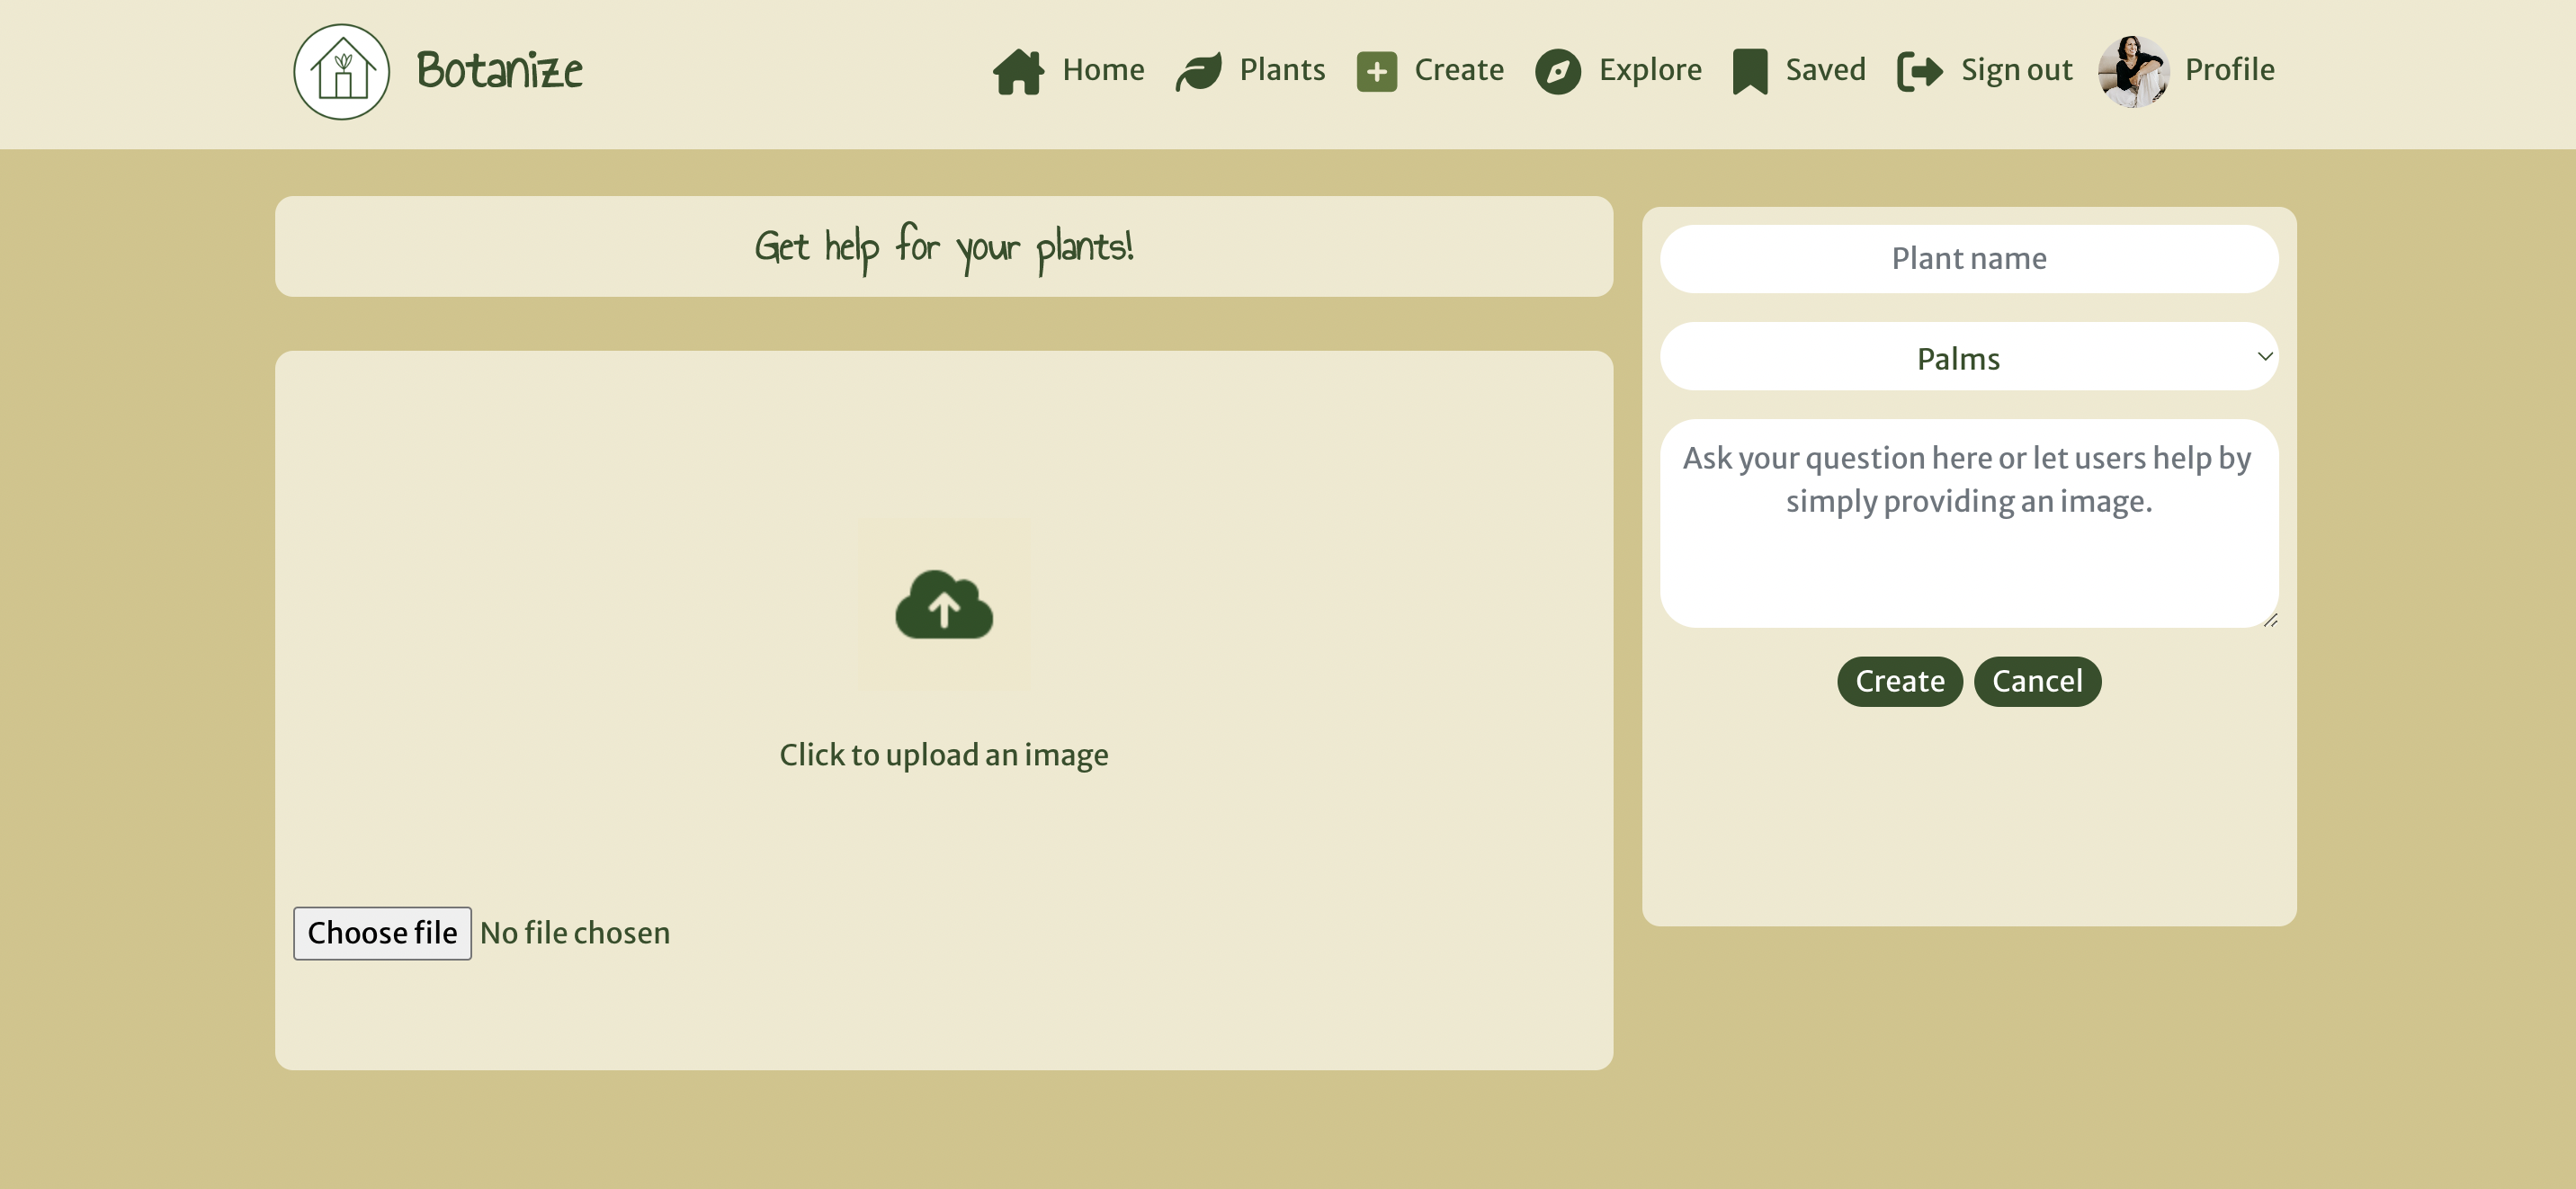 Botanize
Home
Plants
Create
Explore
Saved
Sign out
Profile
Get help for your plants!
Click to upload an image
Choose file No file chosen
Plant name
Palms
Ask your question here or let users help by
simply providing an image.
Create
Cancel